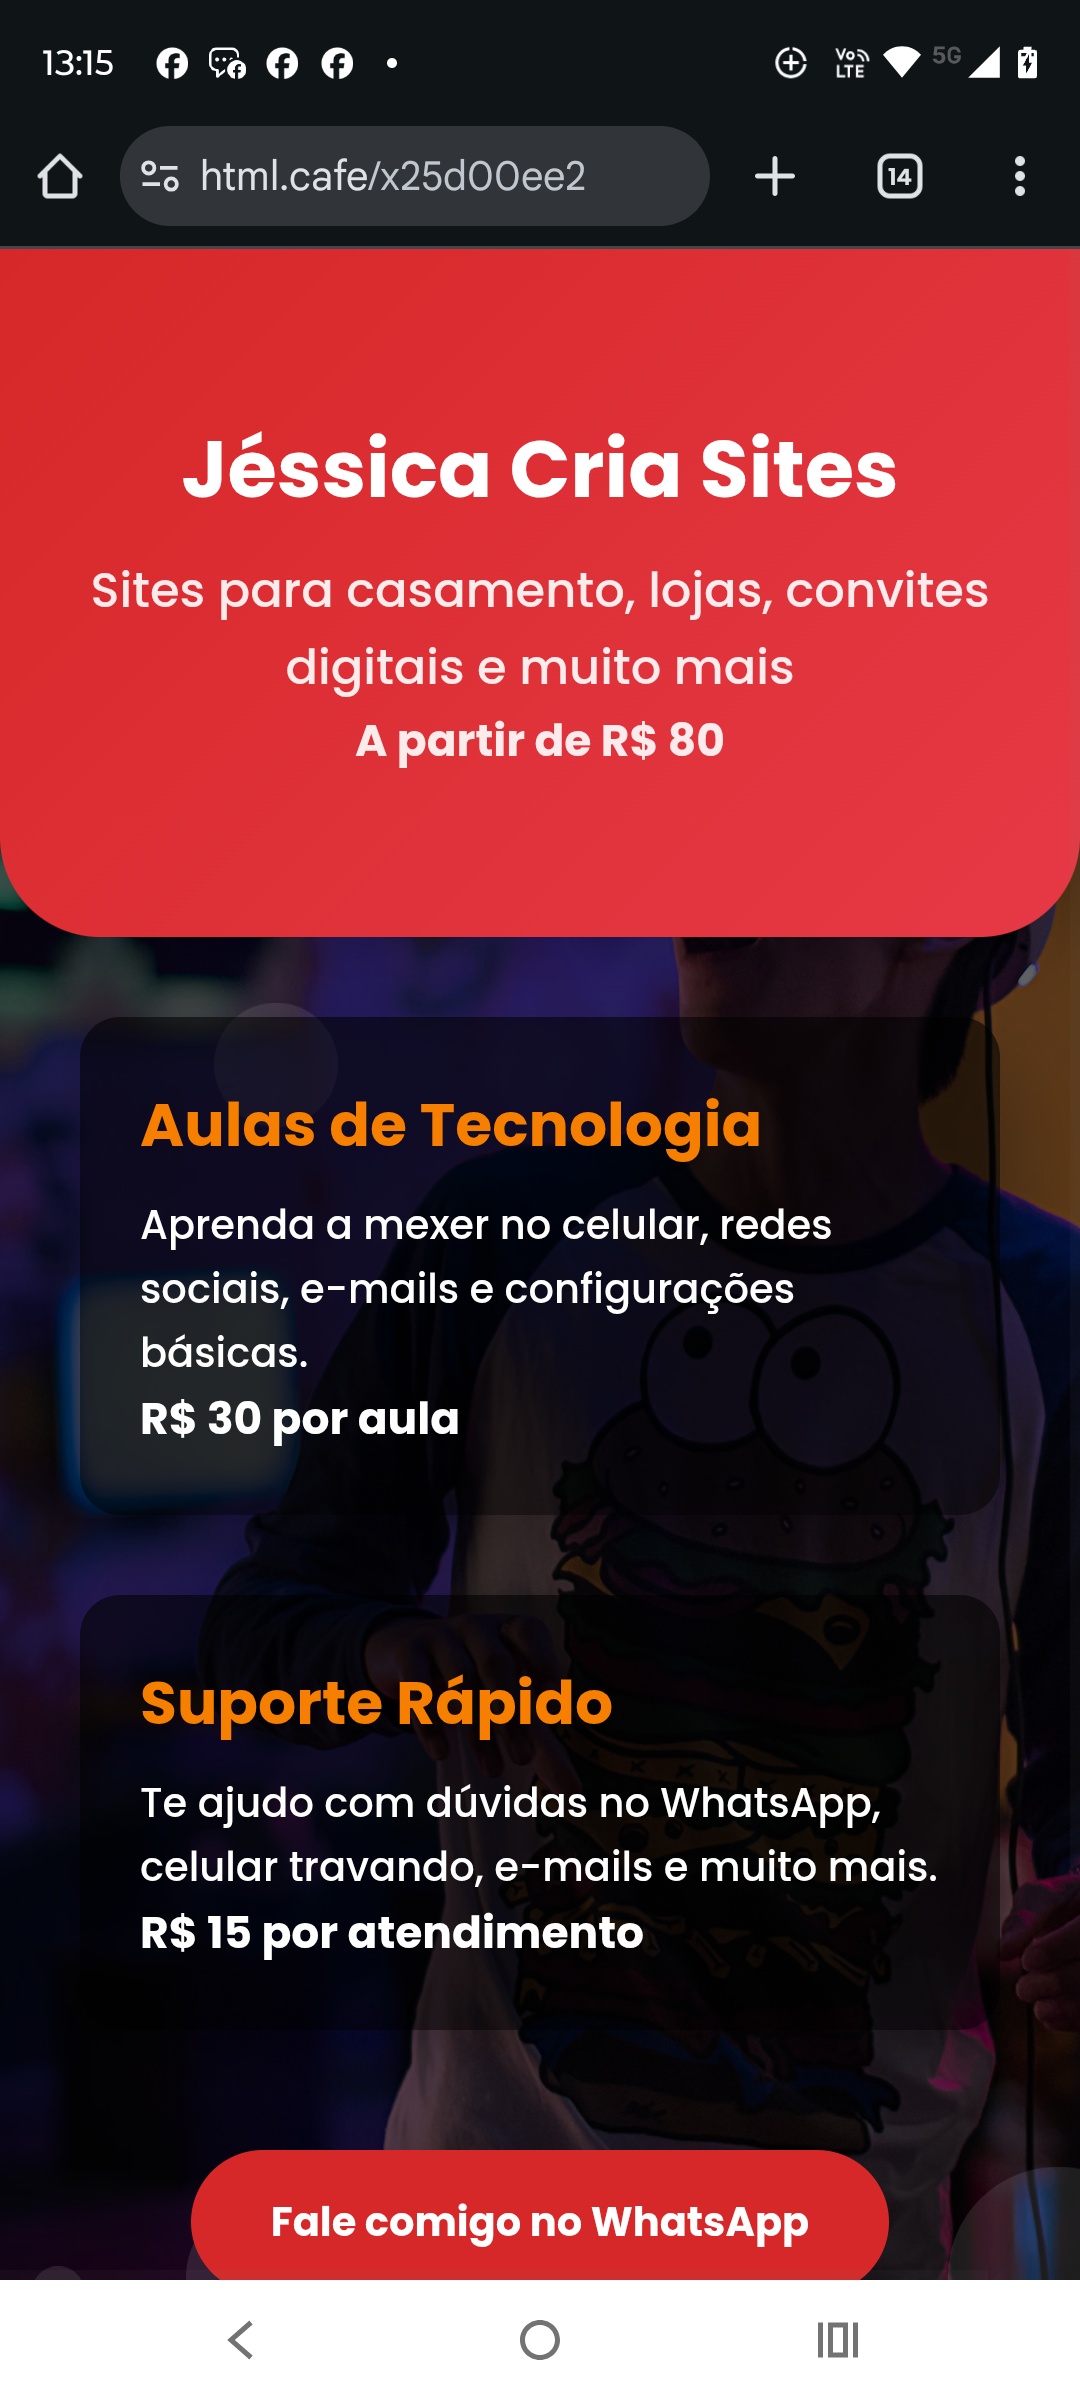 13:15
Vo LTE 5G
html.cafe/x25d00ee2
14
Jéssica Cria Sites
Sites para casamento, lojas, convites
digitais e muito mais
A partir de R$ 80
Aulas de Tecnologia
Aprenda a mexer no celular, redes
sociais, e-mails e configurações
básicas.
R$ 30 por aula
Suporte Rápido
Te ajudo com dúvidas no WhatsApp,
celular travando, e-mails e muito mais.
R$ 15 por atendimento
Fale comigo no WhatsApp